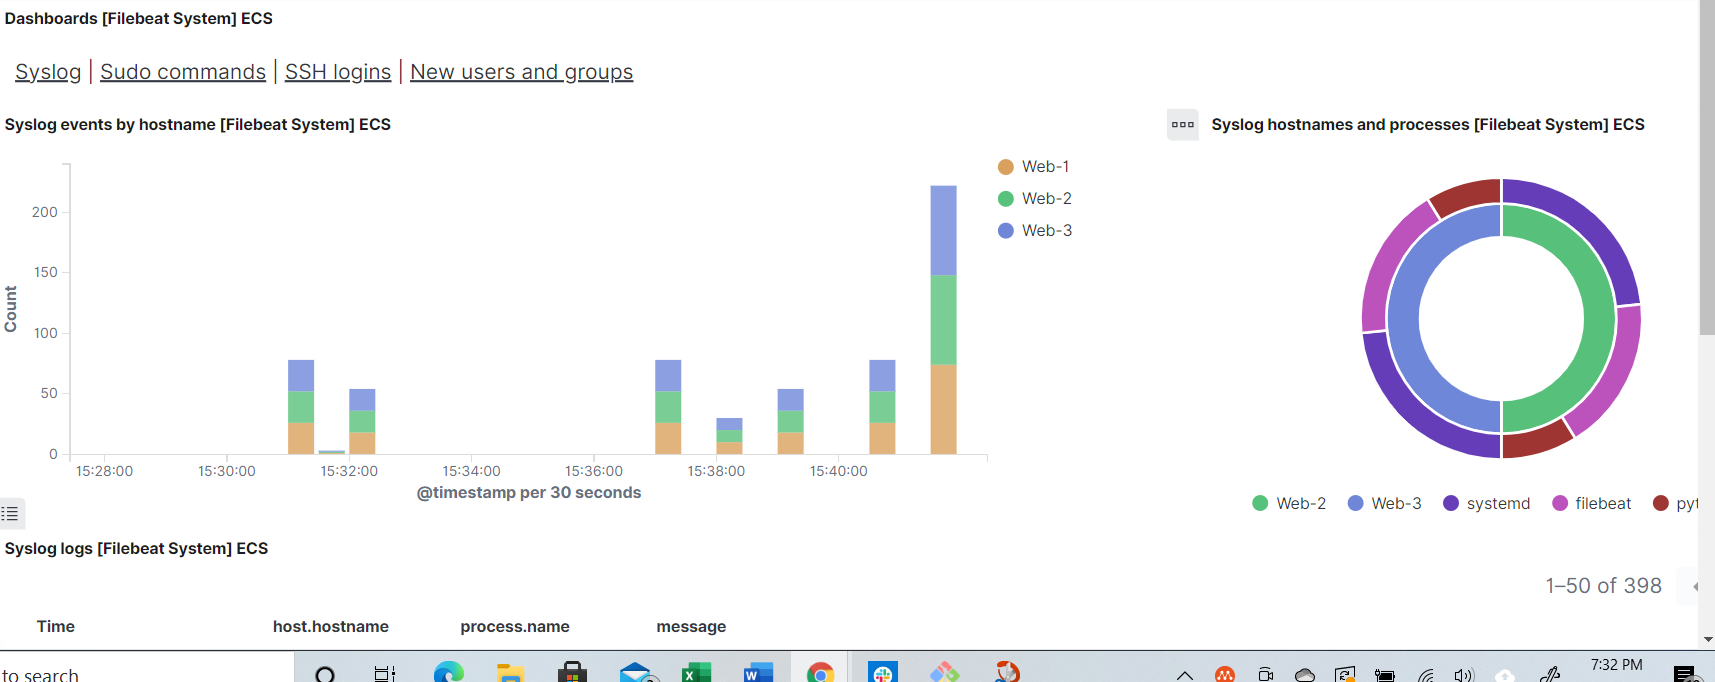 Dashboards [Filebeat System] ECS
Syslog | Sudo commands | SSH logins | New users and groups
Syslog events by hostname [Filebeat System] ECS
Syslog hostnames and processes [Filebeat System] ECS
Web-1
Web-2
Web-3
Count
200
150
100
50
0
15:28:00 15:30:00 15:32:00 15:34:00 15:36:00 15:38:00 15:40:00
@timestamp per 30 seconds
Web-2 Web-3 systemd filebeat pyt
Syslog logs [Filebeat System] ECS
1–50 of 398
Time host.hostname process.name message
to search
7:32 PM